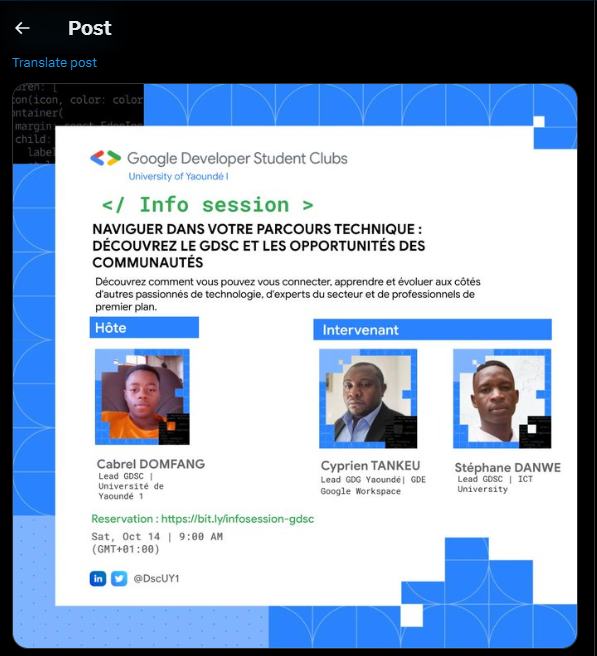 Post
Translate post
con(icon, color: color
ontainer(
margin: const EdgeIns
child:
label
Google Developer Student Clubs
University of Yaoundé I
</ Info session >
NAVIGUER DANS VOTRE PARCOURS TECHNIQUE :
DÉCOUVREZ LE GDSC ET LES OPPORTUNITÉS DES
COMMUNAUTÉS
Découvrez comment vous pouvez vous connecter, apprendre et évoluer aux côtés
d'autres passionnés de technologie, d'experts du secteur et de professionnels de
premier plan.
Hôte
Intervenant
Cabrel DOMFANG
Lead GDSC |
Université de
Yaoundé 1
Cyprien TANKEU
Lead GDG Yaoundé| GDE
Google Workspace
Stéphane DANWE
Lead GDSC | ICT
University
Reservation : https://bit.ly/infosession-gdsc
Sat, Oct 14 | 9:00 AM
(GMT+01:00)
in
@DscUY1